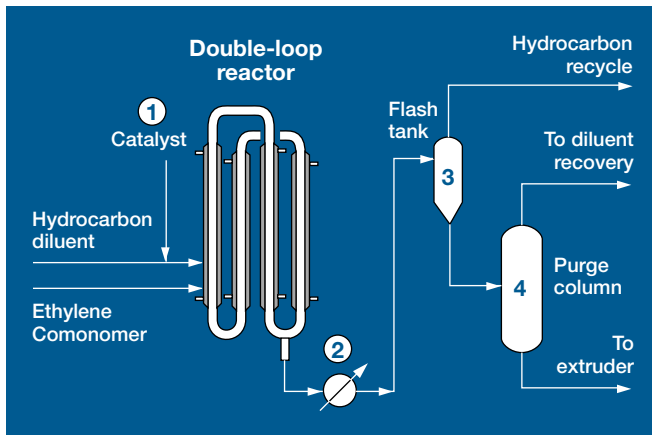 Double-loop
reactor
1
Catalyst
Hydrocarbon
diluent
Ethylene
Comonomer
2
Flash
tank
3
Hydrocarbon
recycle
To diluent
recovery
4
Purge
column
To
extruder